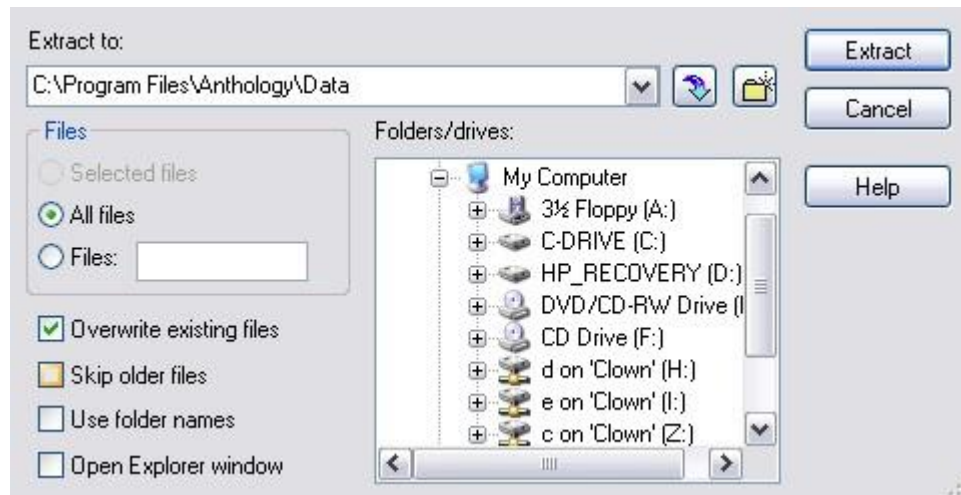 Extract to:
C:\Program Files\Anthology\Data
Extract
Cancel
Help
Files
Selected files
All files
Files:
Overwrite existing files
Skip older files
Use folder names
Open Explorer window
Folders/drives:
My Computer
3½ Floppy (A:)
C-DRIVE (C:)
HP_RECOVERY (D:)
DVD/CD-RW Drive (
CD Drive (F:)
d on 'Clown' (H:)
e on 'Clown' (I:)
c on 'Clown' (Z:)